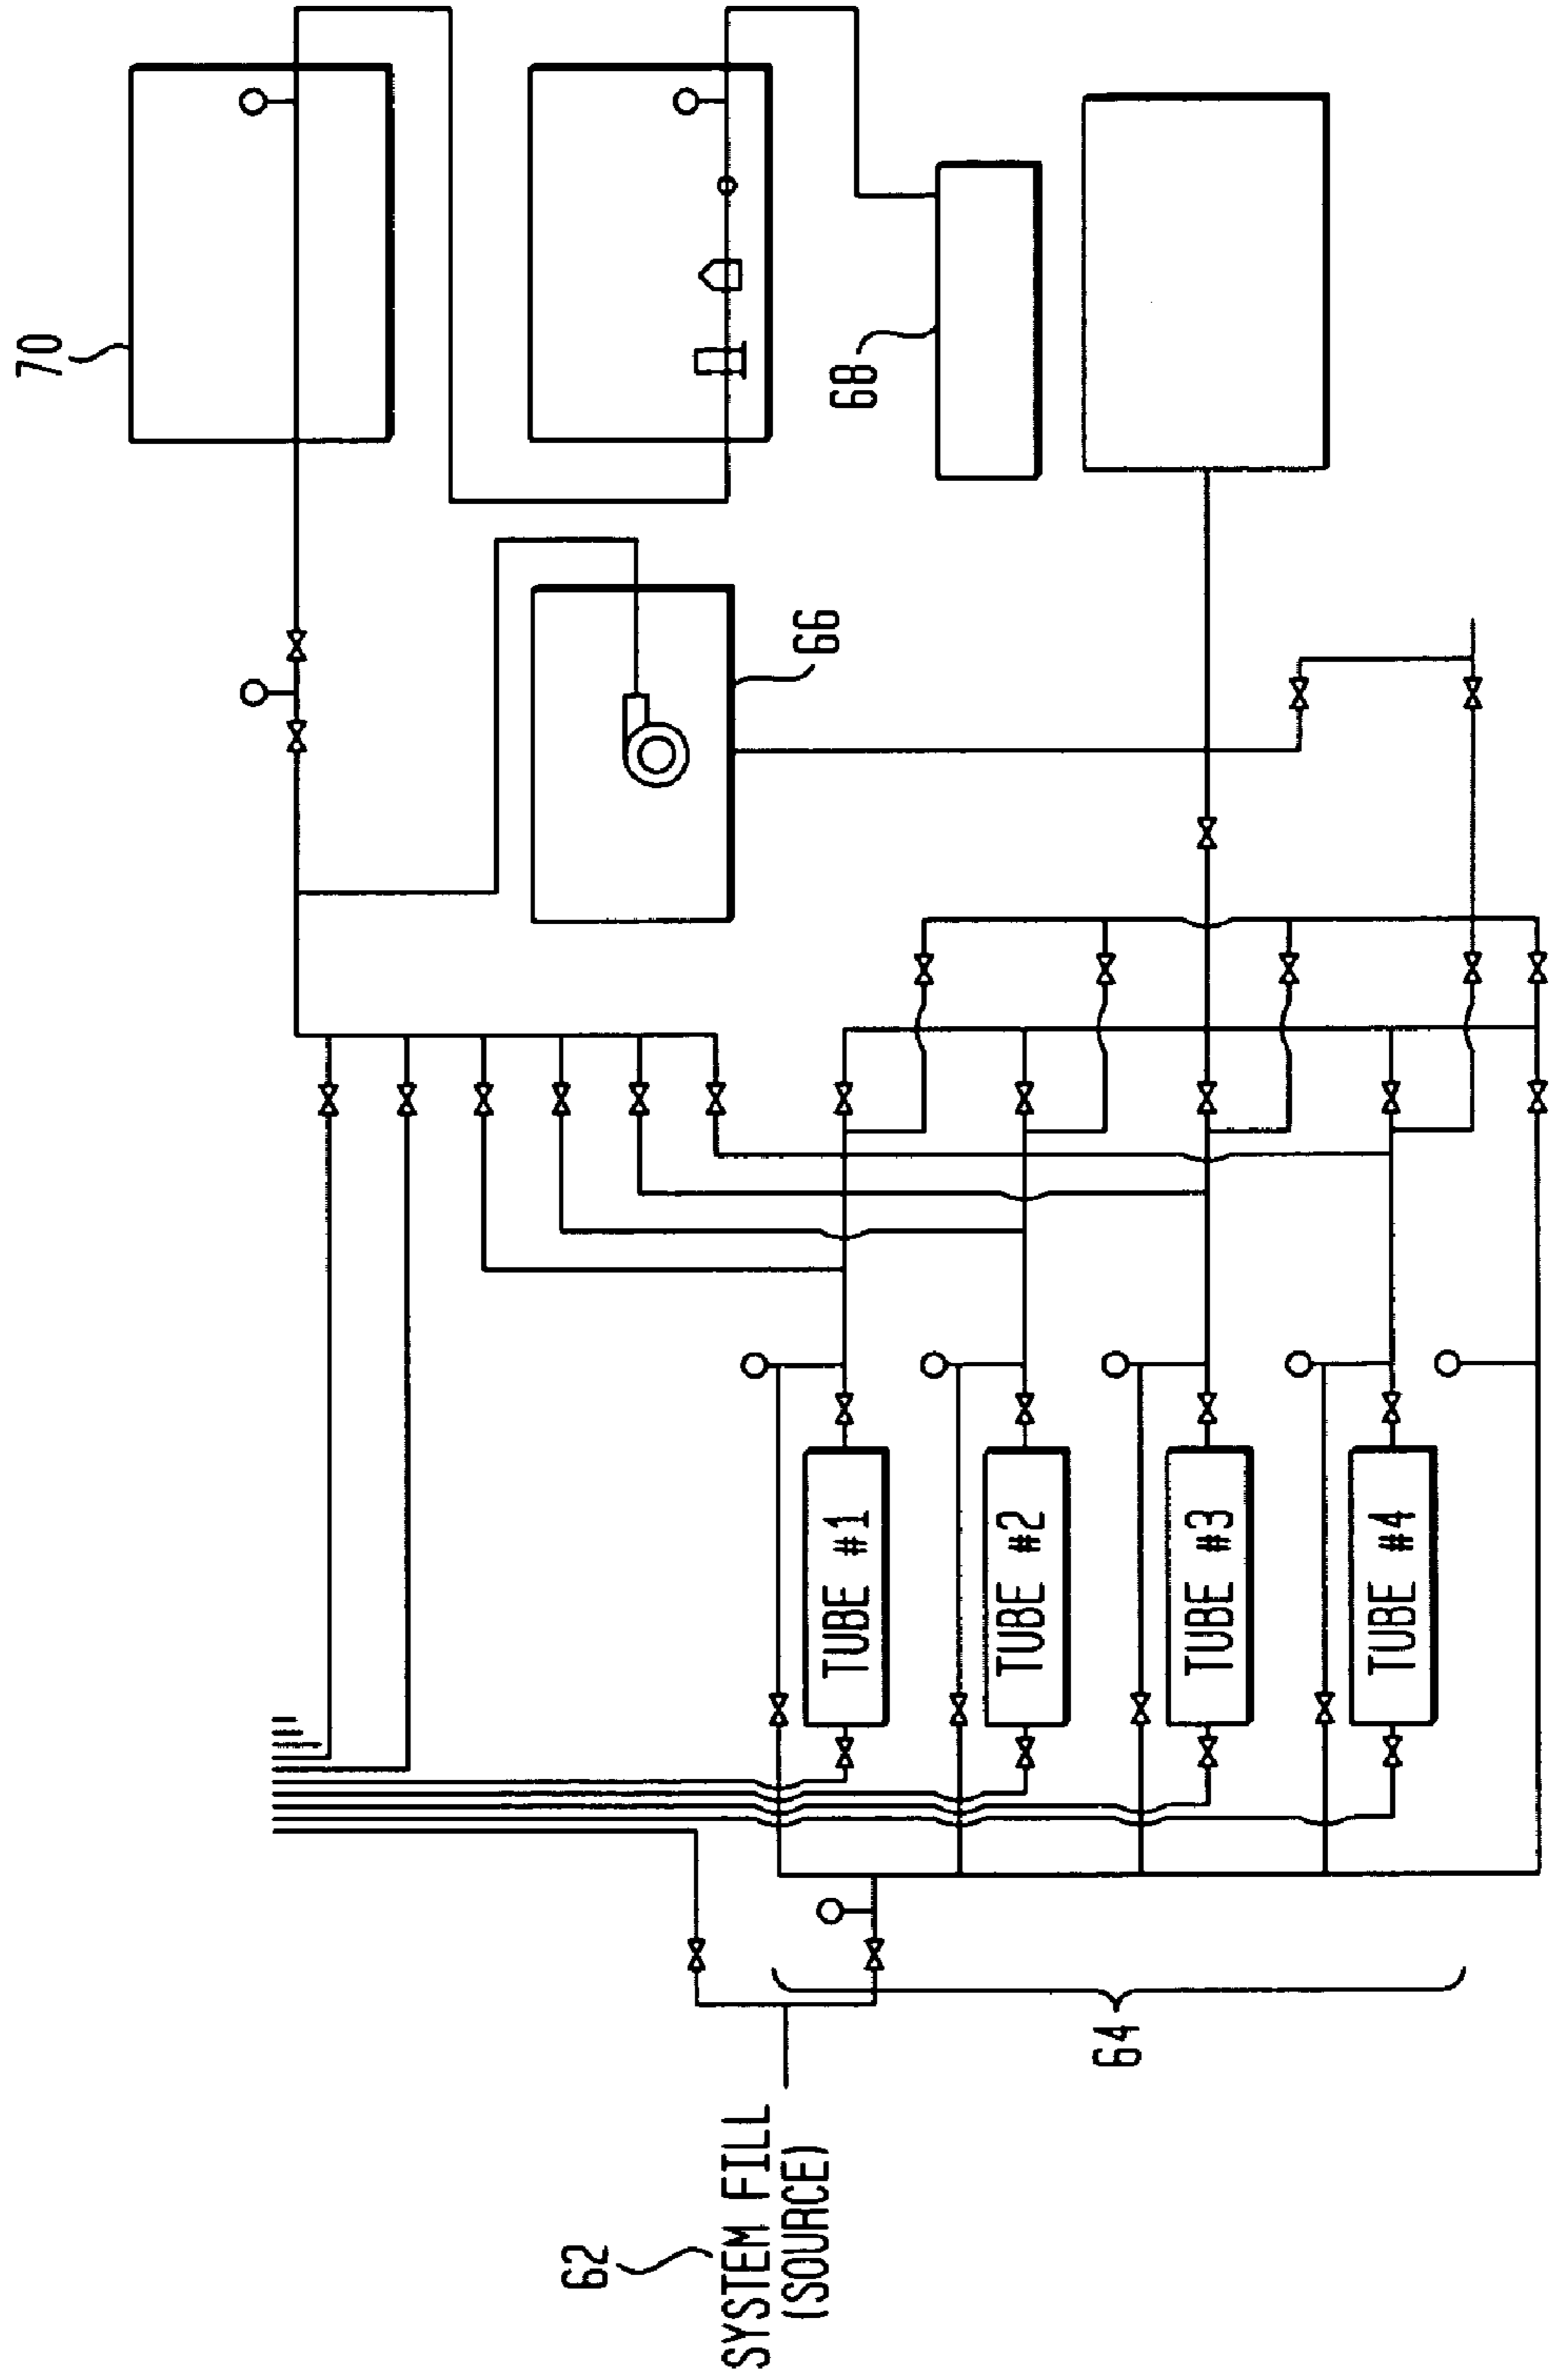 62
SYSTEM FILL
(SOURCE)
64
TUBE #1
TUBE #2
TUBE #3
TUBE #4
66
68
70